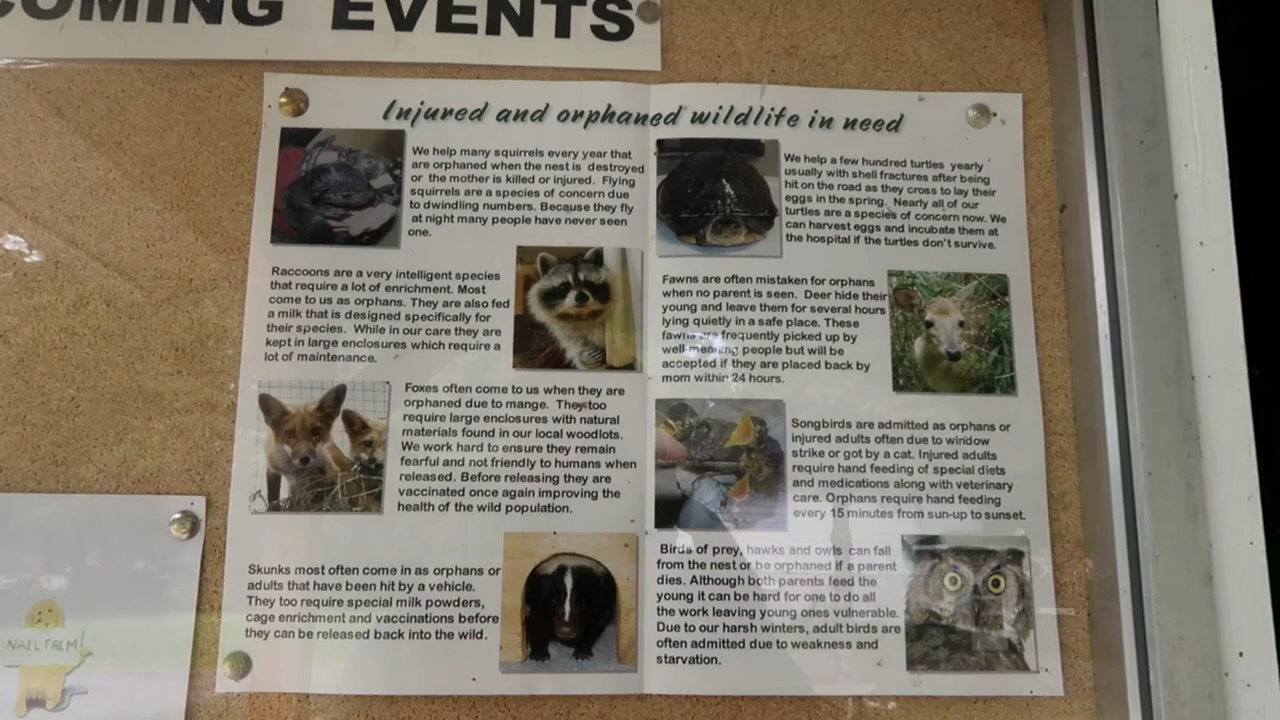 COMING EVENTS
Injured and orphaned wildlife in need
We help many squirrels every year that
are orphaned when the nest is destroyed
or the mother is killed or injured. Flying
squirrels are a species of concern due
to dwindling numbers. Because they fly
at night many people have never seen
one.
Raccoons are a very intelligent species
that require a lot of enrichment. Most
come to us as orphans. They are also fed
a milk that is designed specifically for
their species. While in our care they are
kept in large enclosures which require a
lot of maintenance.
Foxes often come to us when they are
orphaned due to mange. They too
require large enclosures with natural
materials found in our local woodlots.
We work hard to ensure they remain
fearful and not friendly to humans when
released. Before releasing they are
vaccinated once again improving the
health of the wild population.
Skunks most often come in as orphans or
adults that have been hit by a vehicle.
They too require special milk powders,
cage enrichment and vaccinations before
they can be released back into the wild.
We help a few hundred turtles yearly
usually with shell fractures after being
hit on the road as they cross to lay their
eggs in the spring. Nearly all of our
turtles are a species of concern now. We
can harvest eggs and incubate them at
the hospital if the turtles don't survive.
Fawns are often mistaken for orphans
when no parent is seen. Deer hide their
young and leave them for several hours
lying quietly in a safe place. These
fawns are frequently picked up by
well-meaning people but will be
accepted if they are placed back by
mom within 24 hours.
Songbirds are admitted as orphans or
injured adults often due to window
strike or got by a cat. Injured adults
require hand feeding of special diets
and medications along with veterinary
care. Orphans require hand feeding
every 15 minutes from sun-up to sunset.
Birds of prey, hawks and owls can fall
from the nest or be orphaned if a parent
dies. Although both parents feed the
young it can be hard for one to do all
the work leaving young ones vulnerable.
Due to our harsh winters, adult birds are
often admitted due to weakness and
starvation.
NAIL TRIM